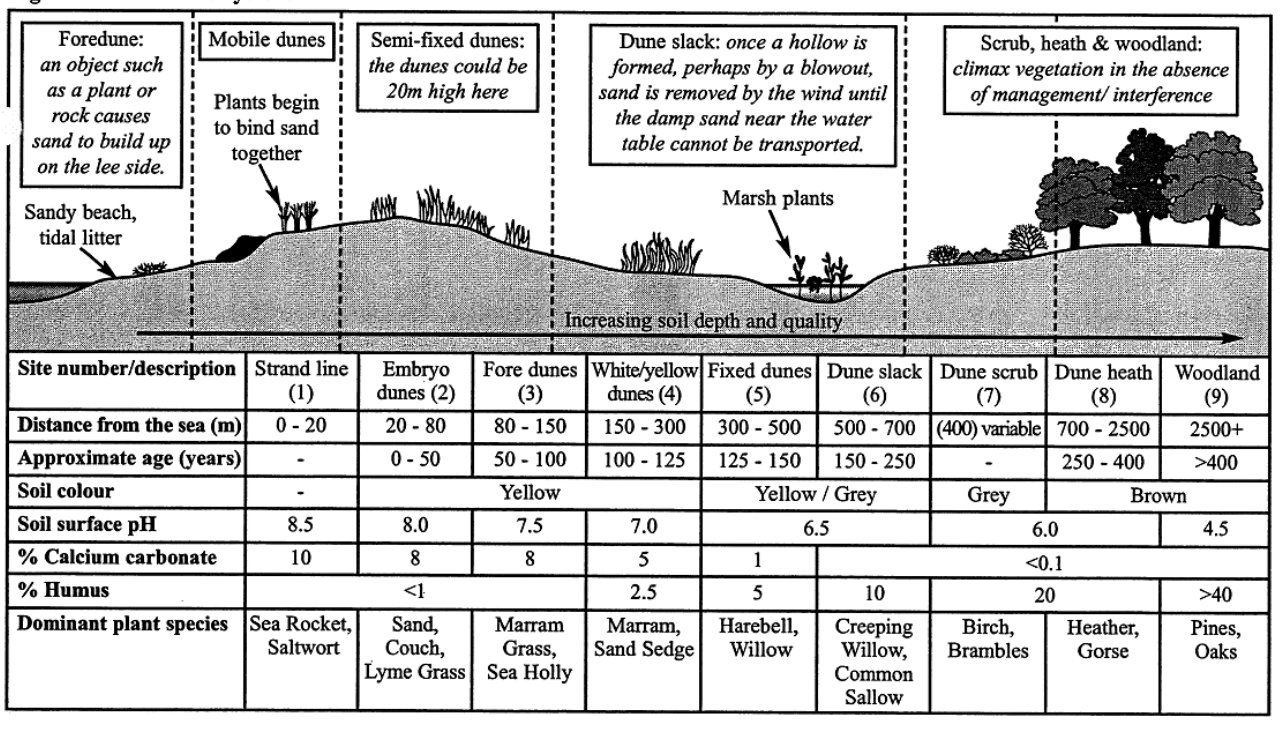 Foredune:
an object such
as a plant or
rock causes
sand to build up
on the lee side.
Mobile dunes
Semi-fixed dunes:
the dunes could be
20m high here
Dune slack: once a hollow is
formed, perhaps by a blowout,
sand is removed by the wind until
the damp sand near the water
table cannot be transported.
Scrub, heath & woodland:
climax vegetation in the absence
of management/ interference
Plants begin
to bind sand
together
Sandy beach,
tidal litter
Marsh plants
Increasing soil depth and quality
Site number/description Strand line (1) Embryo dunes (2) Fore dunes (3) White/yellow dunes (4) Fixed dunes (5) Dune slack (6) Dune scrub (7) Dune heath (8) Woodland (9)
Distance from the sea (m) 0 - 20 20 - 80 80 - 150 150 - 300 300 - 500 500 - 700 (400) variable 700 - 2500 2500+
Approximate age (years) - 0 - 50 50 - 100 100 - 125 125 - 150 150 - 250 - 250 - 400 >400
Soil colour - Yellow Yellow / Grey Grey Brown
Soil surface pH 8.5 8.0 7.5 7.0 6.5 6.0 4.5
% Calcium carbonate 10 8 8 5 1 <0.1
% Humus <1 2.5 5 10 20 >40
Dominant plant species Sea Rocket, Saltwort Sand, Couch, Lyme Grass Marram Grass, Sea Holly Marram, Sand Sedge Harebell, Willow Creeping Willow, Common Sallow Birch, Brambles Heather, Gorse Pines, Oaks